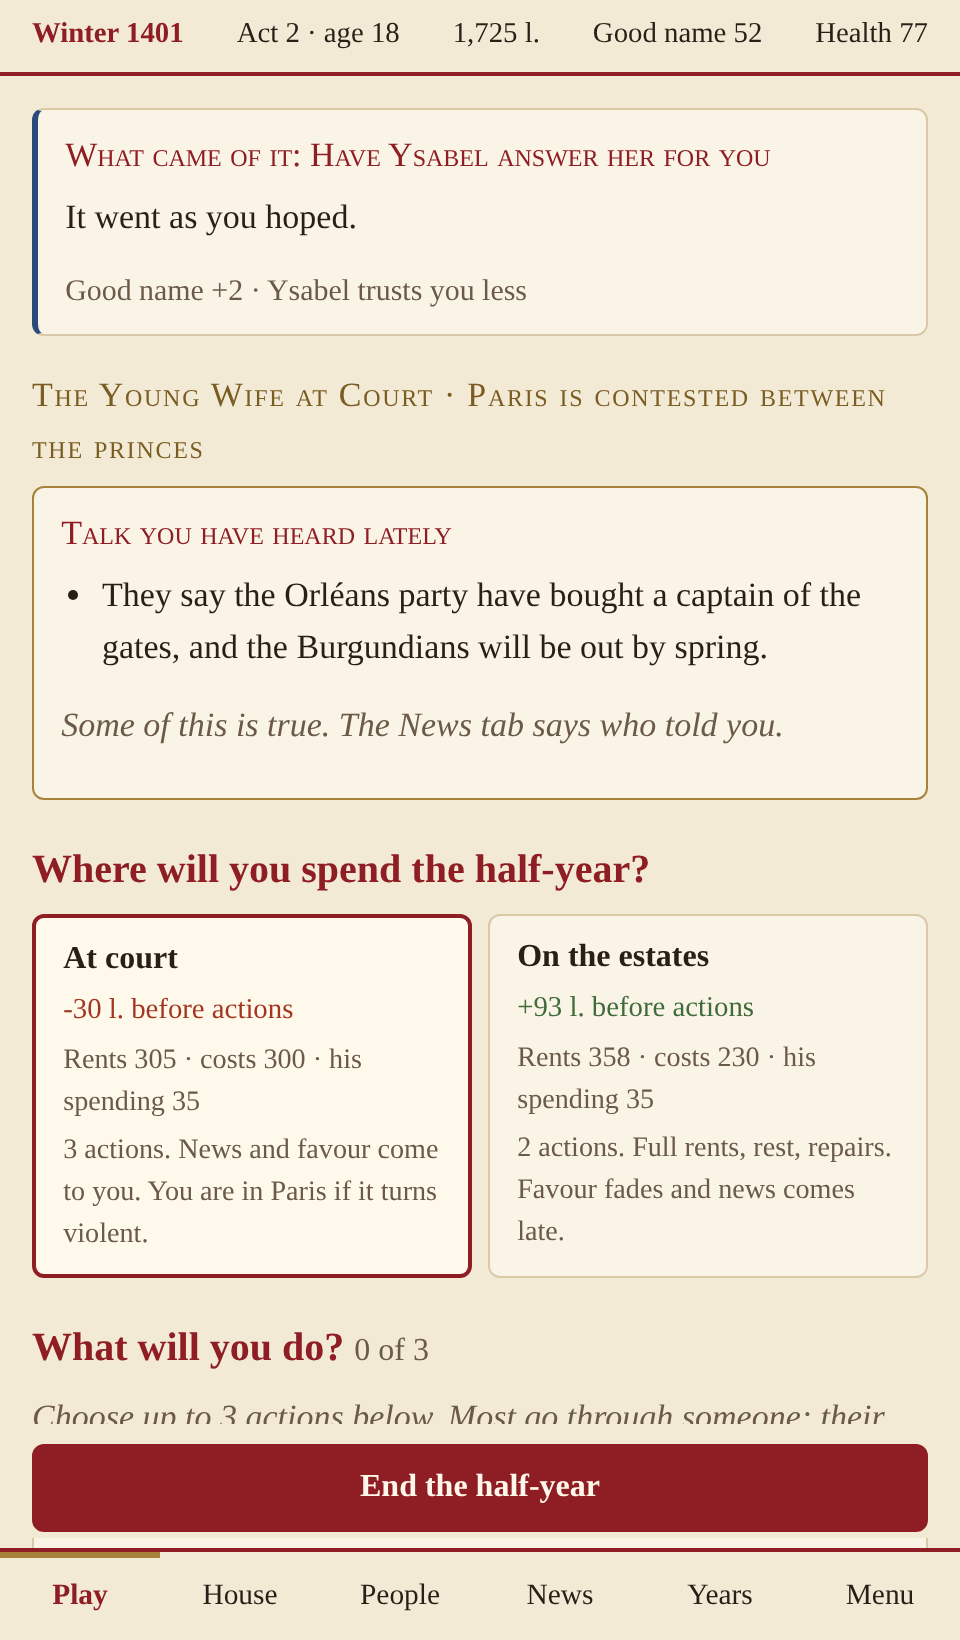 Winter 1401 Act 2 · age 18 1,725 l. Good name 52 Health 77
What came of it: Have Ysabel answer her for you
It went as you hoped.
Good name +2 · Ysabel trusts you less
The Young Wife at Court · Paris is contested between
the princes
Talk you have heard lately
• They say the Orléans party have bought a captain of the
gates, and the Burgundians will be out by spring.
Some of this is true. The News tab says who told you.
Where will you spend the half-year?
At court
-30 l. before actions
Rents 305 · costs 300 · his
spending 35
3 actions. News and favour come
to you. You are in Paris if it turns
violent.
On the estates
+93 l. before actions
Rents 358 · costs 230 · his
spending 35
2 actions. Full rents, rest, repairs.
Favour fades and news comes
late.
What will you do? 0 of 3
Choose up to 3 actions below. Most go through someone: their
End the half-year
Play House People News Years Menu